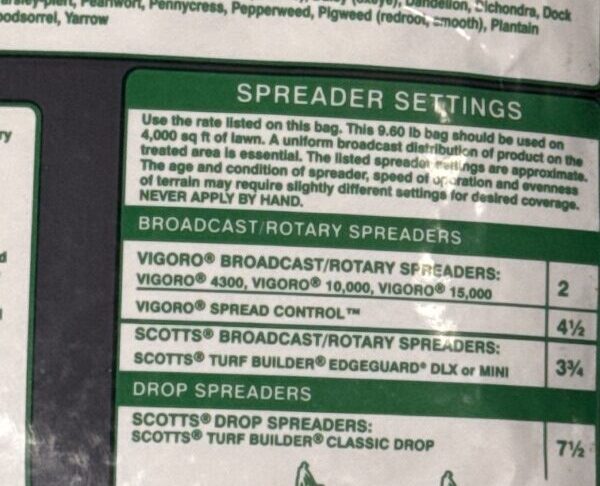 Dandelion, Dichondra, Dock
Pearlwort, Pennycress, Pepperweed, Pigweed (redroot, smooth), Plantain
Yarrow
SPREADER SETTINGS
Use the rate listed on this bag. This 9.60 lb bag should be used on
4,000 sq ft of lawn. A uniform broadcast distribution of product on the
treated area is essential. The listed spreader settings are approximate.
The age and condition of spreader, speed of operation and evenness
of terrain may require slightly different settings for desired coverage.
NEVER APPLY BY HAND.
BROADCAST/ROTARY SPREADERS
VIGORO® BROADCAST/ROTARY SPREADERS:
VIGORO® 4300, VIGORO® 10,000, VIGORO® 15,000 2
VIGORO® SPREAD CONTROL™ 4½
SCOTTS® BROADCAST/ROTARY SPREADERS:
SCOTTS® TURF BUILDER® EDGEGUARD® DLX or MINI 3¾
DROP SPREADERS
SCOTTS® DROP SPREADERS:
SCOTTS® TURF BUILDER® CLASSIC DROP 7½